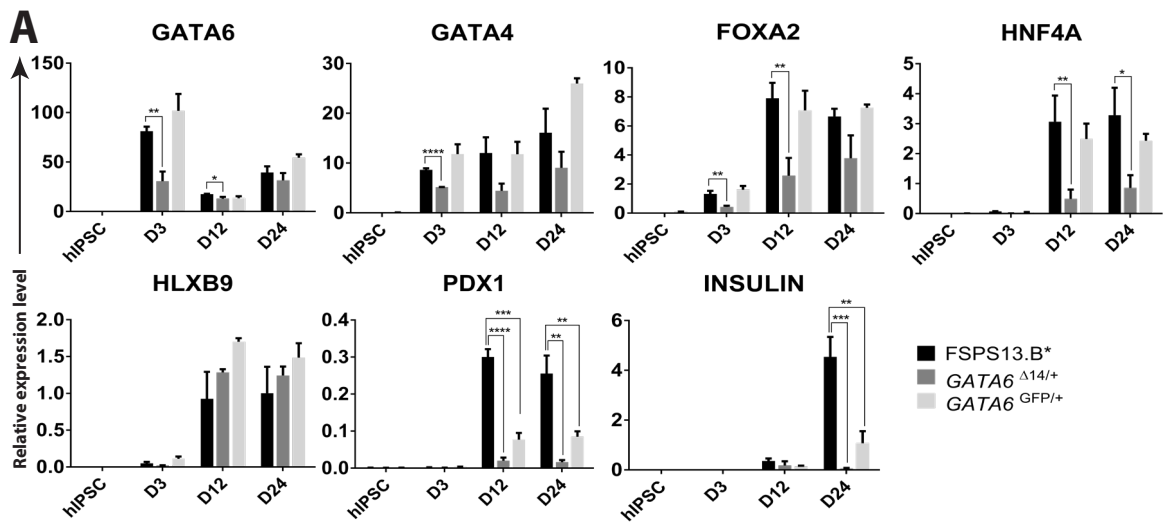 A
GATA6
GATA4
FOXA2
HNF4A
150
100
50
0
**
*
hIPSC
D3
D12
D24
30
20
10
0
****
hIPSC
D3
D12
D24
10
8
6
4
2
0
**
**
hIPSC
D3
D12
D24
5
4
3
2
1
0
**
*
hIPSC
D3
D12
D24
Relative expression level
HLXB9
PDX1
INSULIN
2.0
1.5
1.0
0.5
0.0
hIPSC
D3
D12
D24
0.4
0.3
0.2
0.1
0.0
***
****
**
**
hIPSC
D3
D12
D24
6
4
2
0
**
***
hIPSC
D3
D12
D24
FSPS13.B*
GATA6 Δ14/+
GATA6 GFP/+